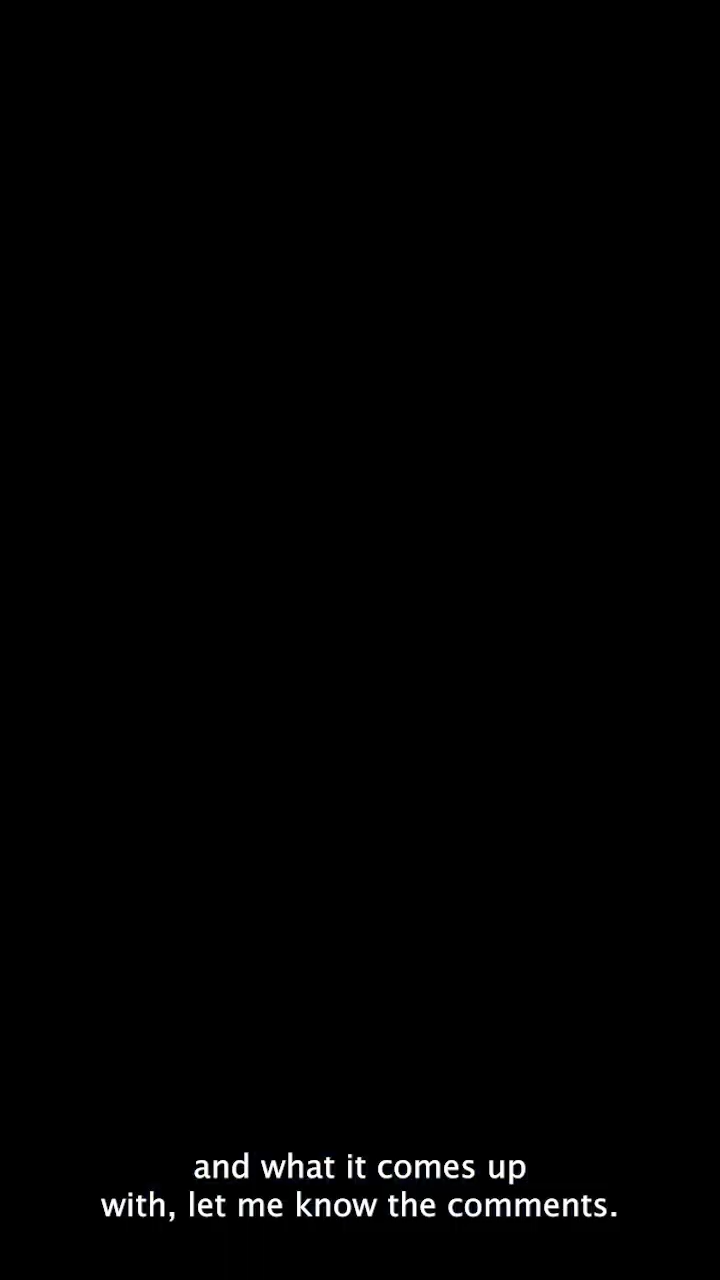 and what it comes up
with, let me know the comments.